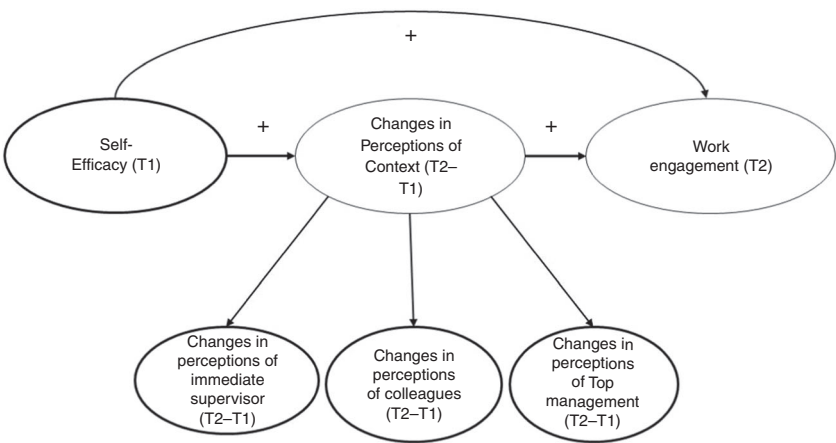 +
Self-
Efficacy (T1)
+
Changes in
Perceptions of
Context (T2–
T1)
+
Work
engagement (T2)
Changes in
perceptions of
immediate
supervisor
(T2–T1)
Changes in
perceptions
of colleagues
(T2–T1)
Changes in
perceptions
of Top
management
(T2–T1)